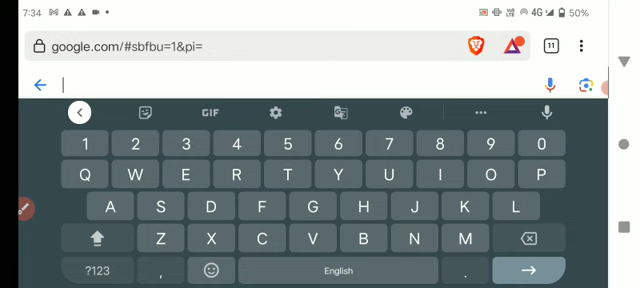 7:34 VoLTE 4G 50%
google.com/#sbfbu=1&pi= 11
GIF
1 2 3 4 5 6 7 8 9 0
Q W E R T Y U I O P
A S D F G H J K L
Z X C V B N M
?123 , English .